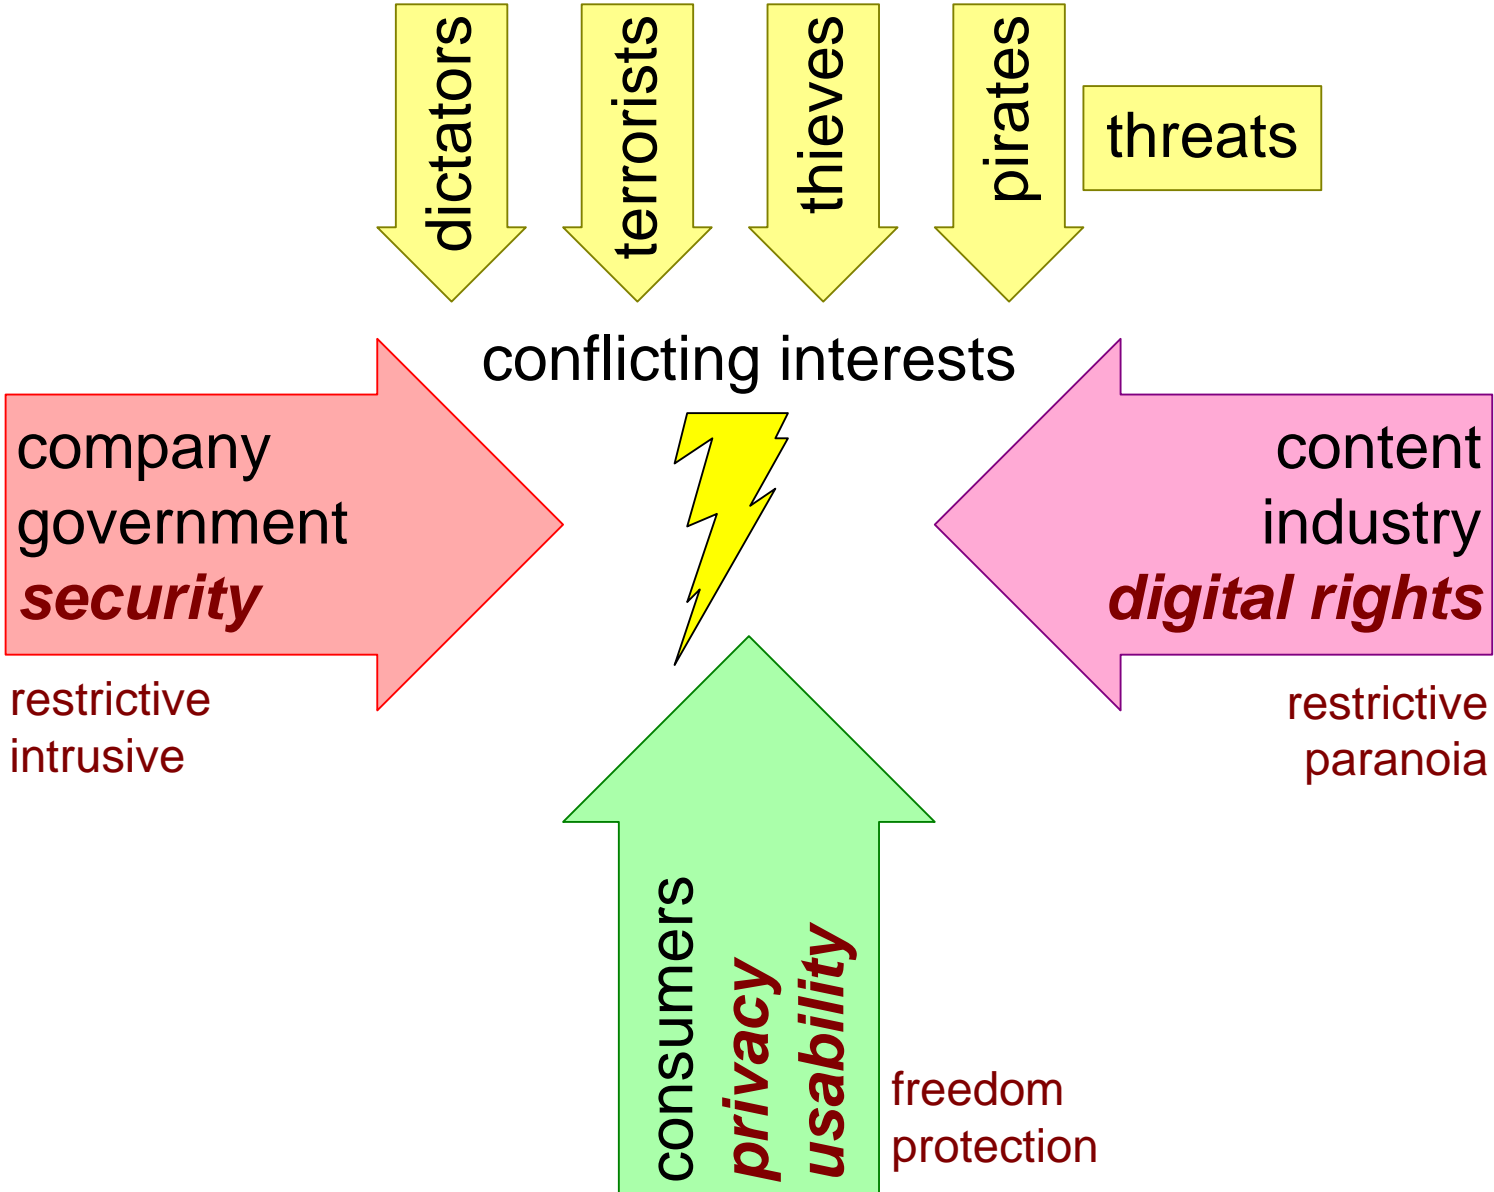 dictators
terrorists
thieves
pirates
threats
conflicting interests
company
government
security
content
industry
digital rights
restrictive
intrusive
restrictive
paranoia
consumers
privacy
usability
freedom
protection